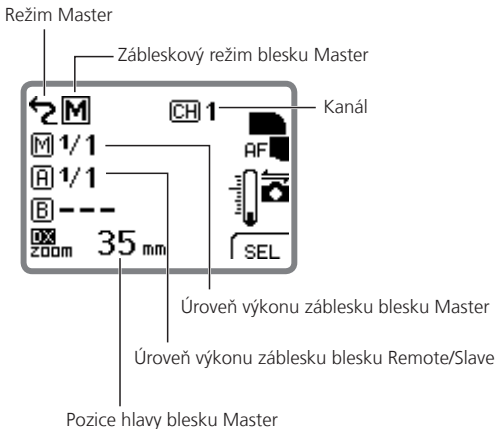 Režim Master
Zábleskový režim blesku Master
M CH 1 Kanál
M 1/1
AF
A 1/1
B ---
DX
zoom 35 mm
SEL
Úroveň výkonu záblesku blesku Master
Úroveň výkonu záblesku blesku Remote/Slave
Pozice hlavy blesku Master